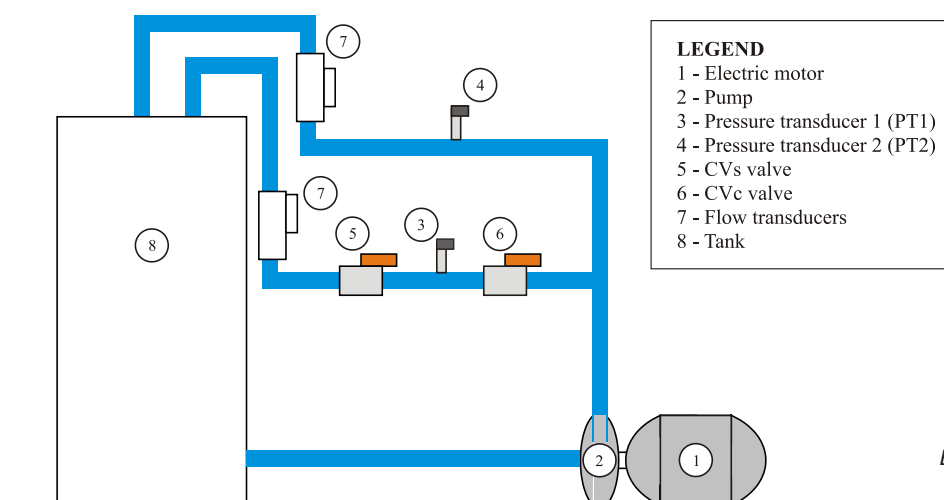 7
4
LEGEND
1 - Electric motor
2 - Pump
3 - Pressure transducer 1 (PT1)
4 - Pressure transducer 2 (PT2)
5 - CVs valve
6 - CVc valve
7 - Flow transducers
8 - Tank
7
3
5
6
8
2
1